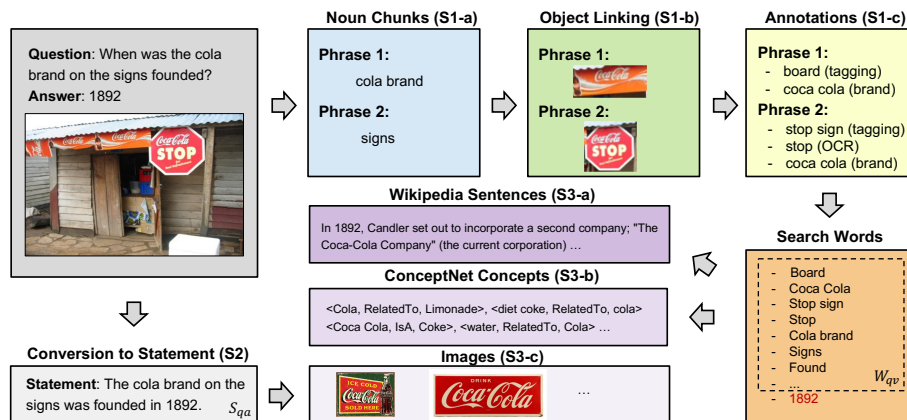 Noun Chunks (S1-a)
Object Linking (S1-b)
Annotations (S1-c)
Question: When was the cola
brand on the signs founded?
Answer: 1892
Coca-Cola
STOP
Phrase 1:
cola brand
Phrase 2:
signs
Phrase 1:
Coca-Cola
Phrase 2:
Coca-Cola
STOP
Phrase 1:
- board (tagging)
- coca cola (brand)
Phrase 2:
- stop sign (tagging)
- stop (OCR)
- coca cola (brand)
Wikipedia Sentences (S3-a)
In 1892, Candler set out to incorporate a second company; "The
Coca-Cola Company" (the current corporation) …
Search Words
- Board
- Coca Cola
- Stop sign
- Stop
- Cola brand
- Signs
- Found
- ...
W_qv
- 1892
ConceptNet Concepts (S3-b)
<Cola, RelatedTo, Limonade>, <diet coke, RelatedTo, cola>
<Coca Cola, IsA, Coke>, <water, RelatedTo, Cola> …
Conversion to Statement (S2)
Statement: The cola brand on the
signs was founded in 1892. S_qa
Images (S3-c)
ICE COLD
Coca-Cola
SOLD HERE
DRINK
Coca-Cola
…